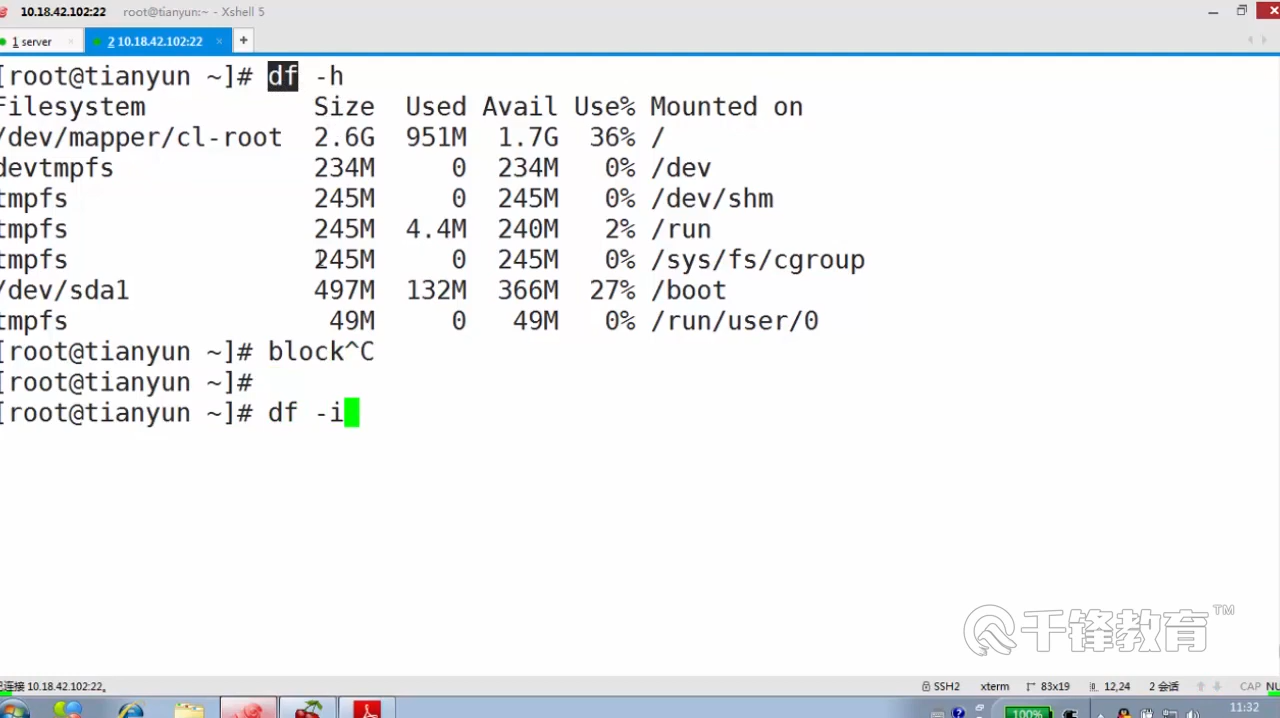 10.18.42.102:22 root@tianyun:~ - Xshell 5
1 server × 2 10.18.42.102:22 × +
[root@tianyun ~]# df -h
Filesystem Size Used Avail Use% Mounted on
/dev/mapper/cl-root 2.6G 951M 1.7G 36% /
devtmpfs 234M 0 234M 0% /dev
tmpfs 245M 0 245M 0% /dev/shm
tmpfs 245M 4.4M 240M 2% /run
tmpfs 245M 0 245M 0% /sys/fs/cgroup
/dev/sda1 497M 132M 366M 27% /boot
tmpfs 49M 0 49M 0% /run/user/0
[root@tianyun ~]# block^C
[root@tianyun ~]#
[root@tianyun ~]# df -i
千锋教育™
已连接 10.18.42.102:22。 SSH2 xterm 83x19 12,24 2 会话 CAP NU
100% 11:32